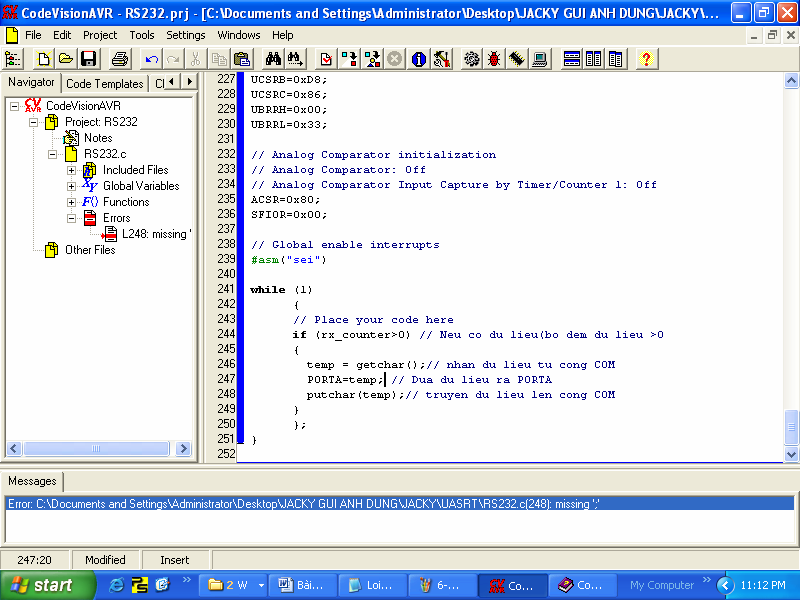 CodeVisionAVR - RS232.prj - [C:\Documents and Settings\Administrator\Desktop\JACKY GUI ANH DUNG\JACKY\...
File Edit Project Tools Settings Windows Help
Navigator Code Templates Cl
CodeVisionAVR
Project: RS232
Notes
RS232.c
Included Files
Global Variables
Functions
Errors
L248: missing '
Other Files
227 UCSRB=0xD8;
228 UCSRC=0x86;
229 UBRRH=0x00;
230 UBRRL=0x33;
231
232 // Analog Comparator initialization
233 // Analog Comparator: Off
234 // Analog Comparator Input Capture by Timer/Counter 1: Off
235 ACSR=0x80;
236 SFIOR=0x00;
237
238 // Global enable interrupts
239 #asm("sei")
240
241 while (1)
242 {
243 // Place your code here
244 if (rx_counter>0) // Neu co du lieu(bo dem du lieu >0
245 {
246 temp = getchar();// nhan du lieu tu cong COM
247 PORTA=temp; // Dua du lieu ra PORTA
248 putchar(temp);// truyen du lieu len cong COM
249 }
250 };
251 }
252
Messages
Error: C:\Documents and Settings\Administrator\Desktop\JACKY GUI ANH DUNG\JACKY\UASRT\RS232.c(248): missing ';'
247:20 Modified Insert
start 2 W Bài... Loi... 6-... Co... Co... My Computer 11:12 PM